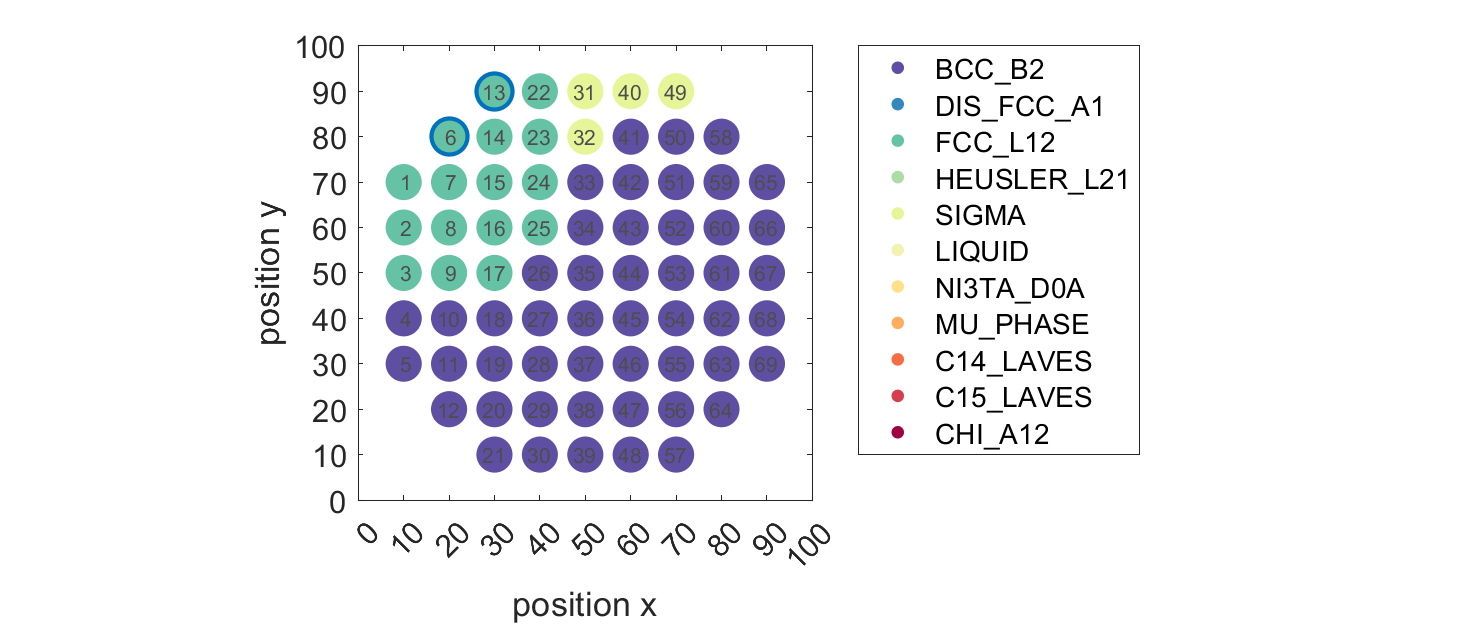 100
90
80
70
60
50
40
30
20
10
0
position y
13 22 31 40 49
6 14 23 32 41 50 58
1 7 15 24 33 42 51 59 65
2 8 16 25 34 43 52 60 66
3 9 17 26 35 44 53 61 67
4 10 18 27 36 45 54 62 68
5 11 19 28 37 46 55 63 69
12 20 29 38 47 56 64
21 30 39 48 57
0 10 20 30 40 50 60 70 80 90 100
position x
BCC_B2
DIS_FCC_A1
FCC_L12
HEUSLER_L21
SIGMA
LIQUID
NI3TA_D0A
MU_PHASE
C14_LAVES
C15_LAVES
CHI_A12